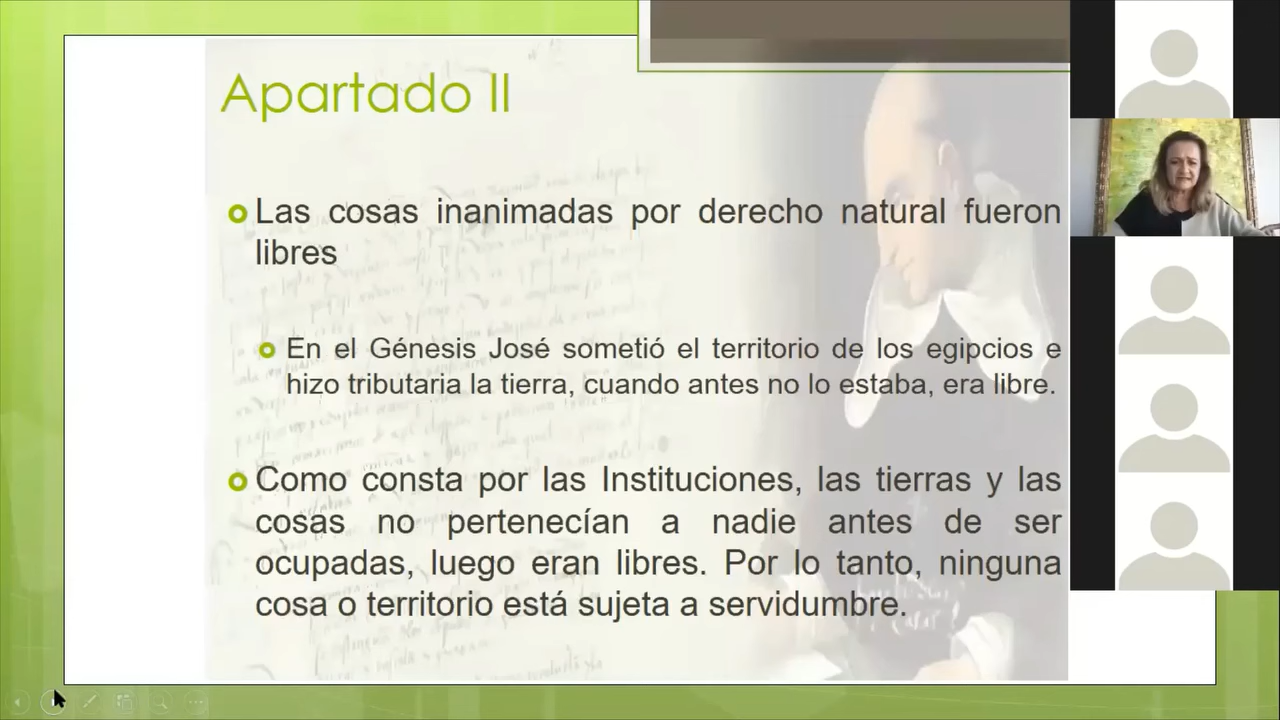 Apartado II
Las cosas inanimadas por derecho natural fueron
libres
En el Génesis José sometió el territorio de los egipcios e
hizo tributaria la tierra, cuando antes no lo estaba, era libre.
Como consta por las Instituciones, las tierras y las
cosas no pertenecían a nadie antes de ser
ocupadas, luego eran libres. Por lo tanto, ninguna
cosa o territorio está sujeta a servidumbre.